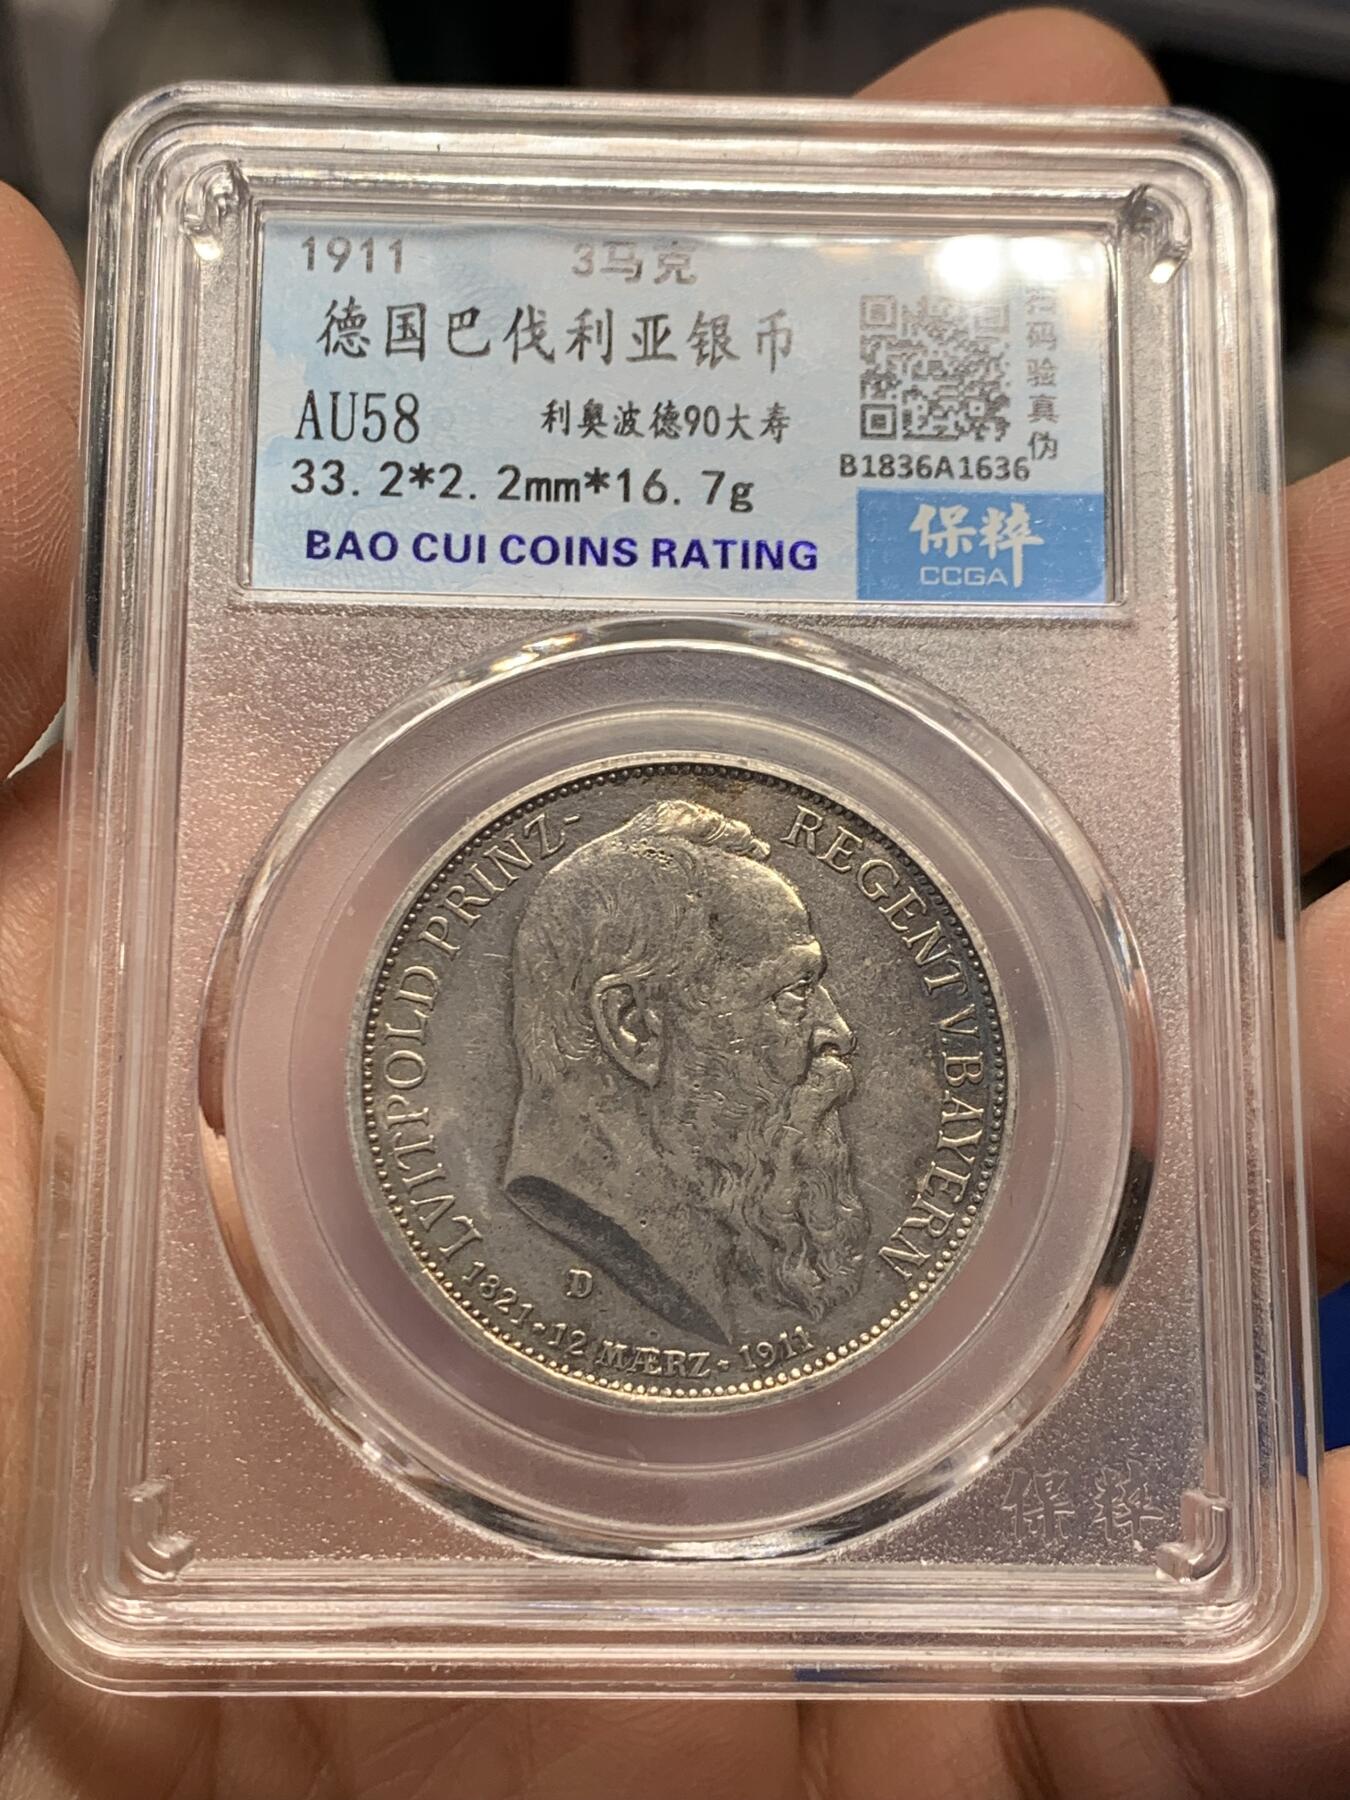 1911 3马克
德国巴伐利亚银币
AU58 利奥波德90大寿
33.2*2.2mm*16.7g
BAO CUI COINS RATING
扫码验真伪
B1836A1636
保粹
CCGA
LVITPOLD PRINZ-REGENT V. BAYERN
D
1821-12 MÆRZ-1911
保粹